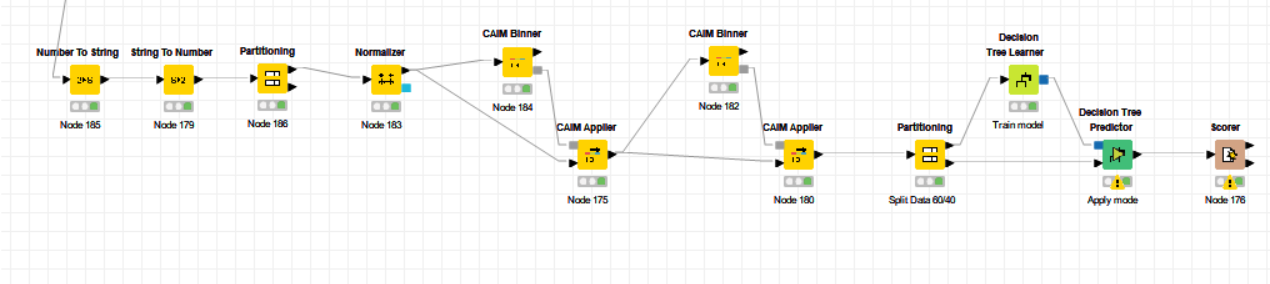 Number To String
Node 185
String To Number
Node 179
Partitioning
Node 186
Normalizer
Node 183
CAIM Binner
Node 184
CAIM Applier
Node 175
CAIM Binner
Node 182
CAIM Applier
Node 180
Partitioning
Split Data 60/40
Decision
Tree Learner
Train model
Decision Tree
Predictor
Apply mode
Scorer
Node 176